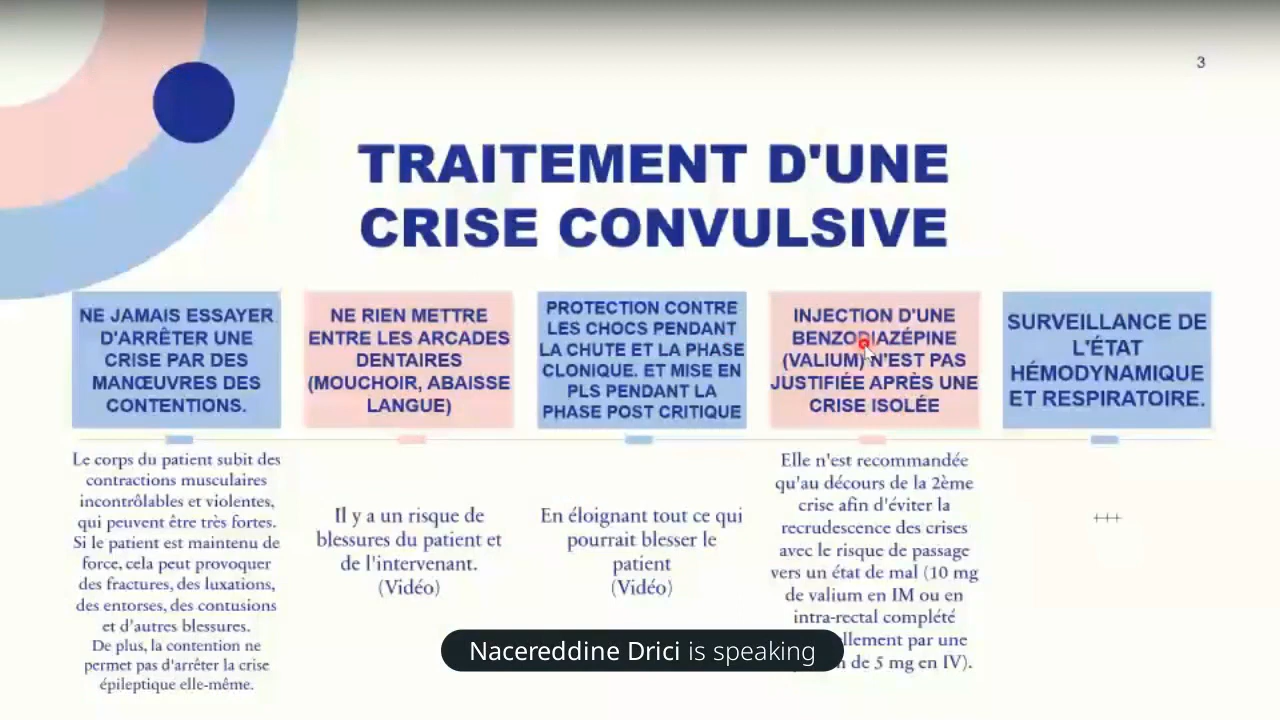 3
TRAITEMENT D'UNE
CRISE CONVULSIVE
NE JAMAIS ESSAYER
D'ARRÊTER UNE
CRISE PAR DES
MANŒUVRES DES
CONTENTIONS.
Le corps du patient subit des
contractions musculaires
incontrôlables et violentes,
qui peuvent être très fortes.
Si le patient est maintenu de
force, cela peut provoquer
des fractures, des luxations,
des entorses, des contusions
et d'autres blessures.
De plus, la contention ne
permet pas d'arrêter la crise
épileptique elle-même.
NE RIEN METTRE
ENTRE LES ARCADES
DENTAIRES
(MOUCHOIR, ABAISSE
LANGUE)
Il y a un risque de
blessures du patient et
de l'intervenant.
(Vidéo)
PROTECTION CONTRE
LES CHOCS PENDANT
LA CHUTE ET LA PHASE
CLONIQUE. ET MISE EN
PLS PENDANT LA
PHASE POST CRITIQUE
En éloignant tout ce qui
pourrait blesser le
patient
(Vidéo)
INJECTION D'UNE
BENZODIAZÉPINE
(VALIUM) N'EST PAS
JUSTIFIÉE APRÈS UNE
CRISE ISOLÉE
Elle n'est recommandée
qu'au décours de la 2ème
crise afin d'éviter la
recrudescence des crises
avec le risque de passage
vers un état de mal (10 mg
de valium en IM ou en
intra-rectal complété
par une
de 5 mg en IV).
SURVEILLANCE DE
L'ÉTAT
HÉMODYNAMIQUE
ET RESPIRATOIRE.
+++
Nacereddine Drici is speaking